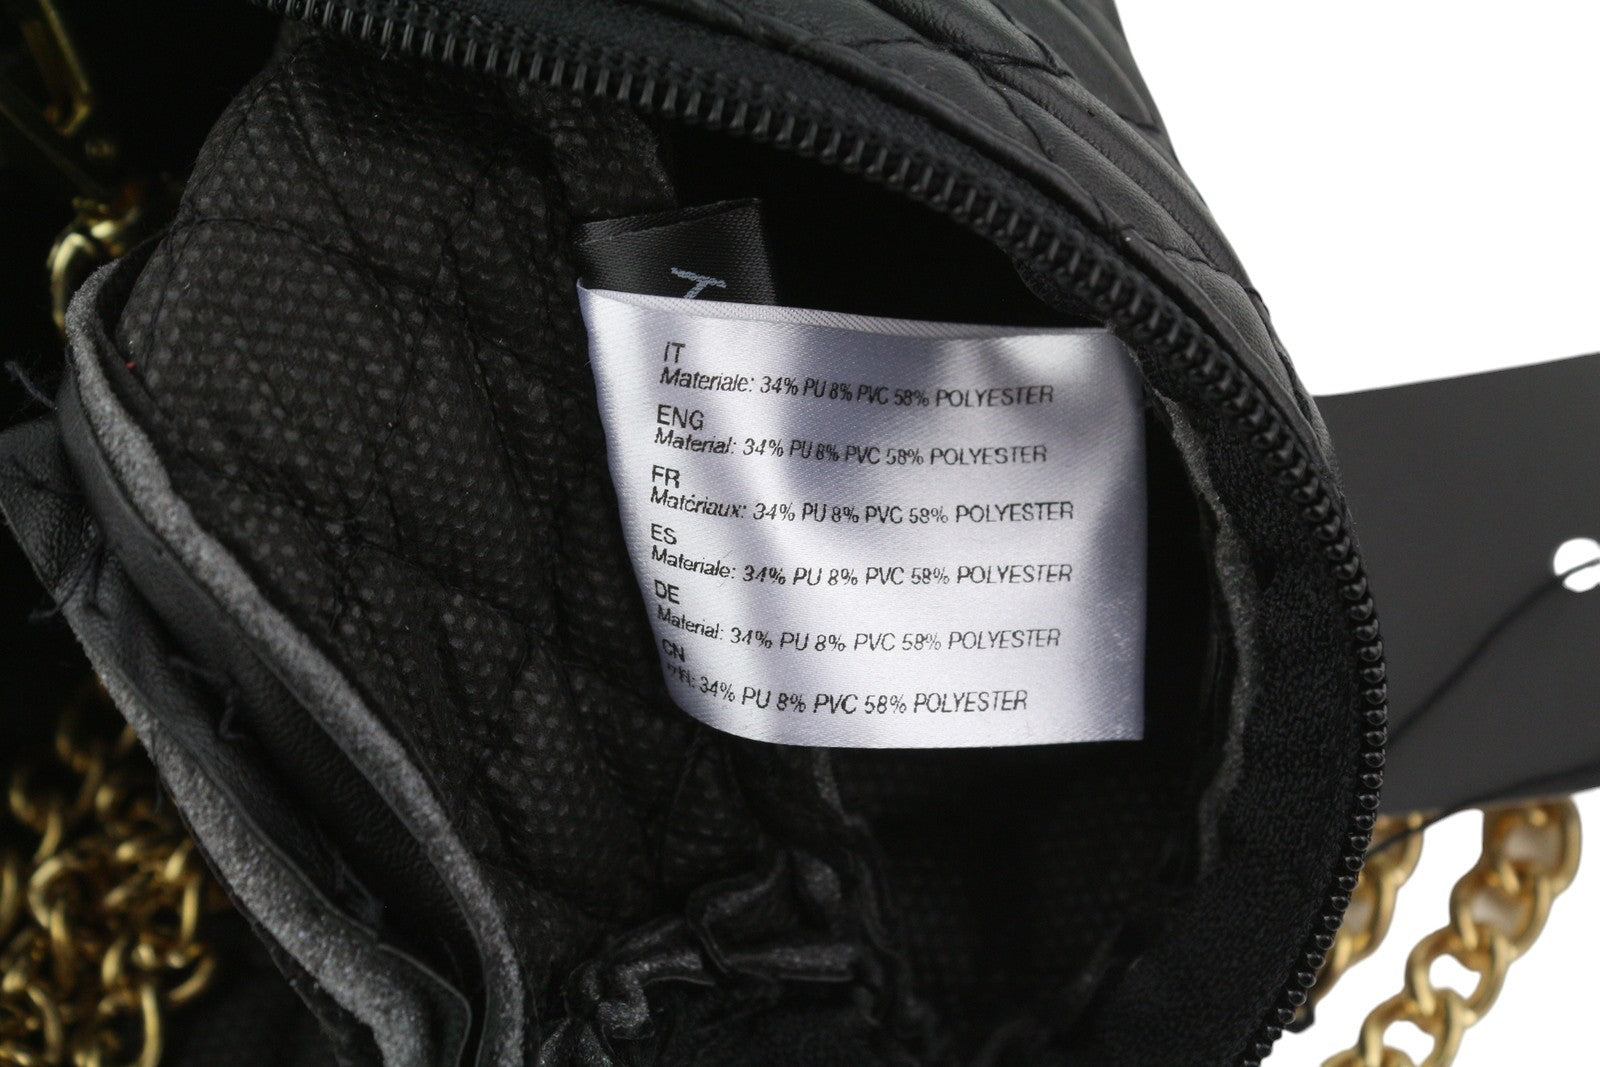 IT
Materiale: 34% PU 8% PVC 58% POLYESTER
ENG
Material: 34% PU 8% PVC 58% POLYESTER
FR
Matériaux: 34% PU 8% PVC 58% POLYESTER
ES
Materiale: 34% PU 8% PVC 58% POLYESTER
DE
Material: 34% PU 8% PVC 58% POLYESTER
CN
34% PU 8% PVC 58% POLYESTER